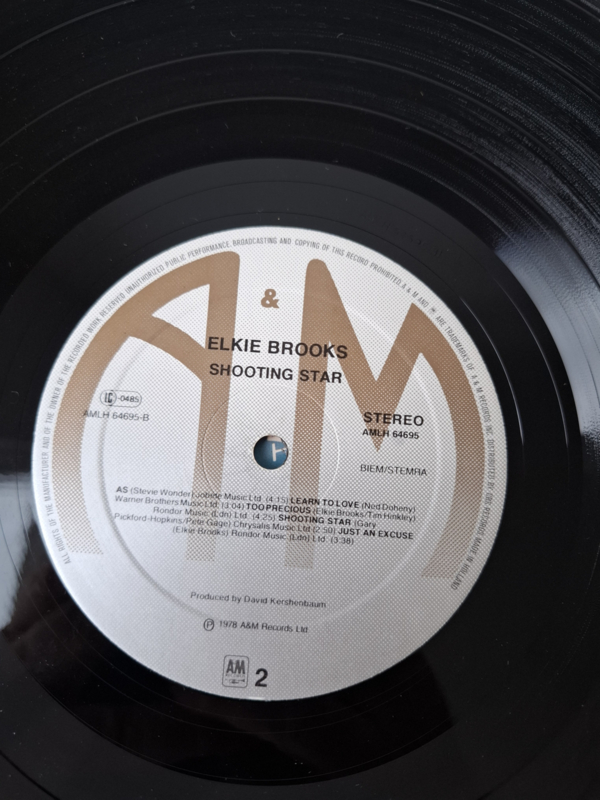 ALL RIGHTS OF THE MANUFACTURER AND OF THE OWNER OF THE RECORDED WORK RESERVED UNAUTHORIZED PUBLIC PERFORMANCE, BROADCASTING AND COPYING OF THIS RECORD PROHIBITED A & M AND ARE TRADEMARKS OF A & M RECORDS INC. DISTRIBUTED BY CBS RECORDS MADE IN HOLLAND
A & M
ELKIE BROOKS
SHOOTING STAR
LC -0485
AMLH 64695-B
STEREO
AMLH 64695
BIEM/STEMRA
AS (Stevie Wonder) Jobete Music Ltd. (4:15) LEARN TO LOVE (Ned Doheny)
Warner Brothers Music Ltd. (3:04) TOO PRECIOUS (Elkie Brooks/Tim Hinkley)
Rondor Music (Ldn) Ltd. (4:25) SHOOTING STAR (Gary
Pickford-Hopkins/Pete Gage) Chrysalis Music Ltd (2:50) JUST AN EXCUSE
(Elkie Brooks) Rondor Music (Ldn) Ltd. (3:38)
Produced by David Kershenbaum
Ⓟ 1978 A&M Records Ltd
AM
2